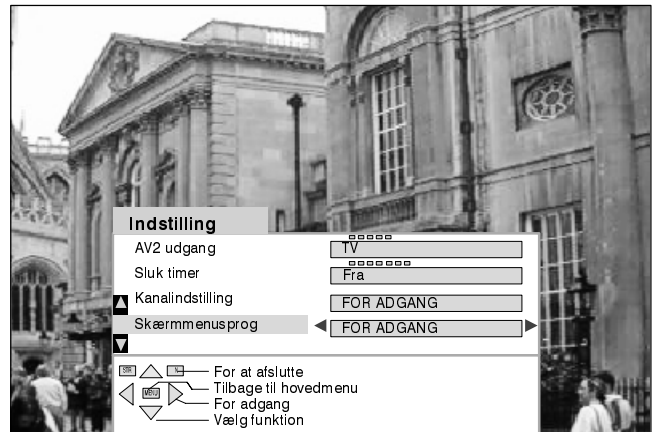 Indstilling
AV2 udgang TV
Sluk timer Fra
Kanalindstilling FOR ADGANG
Skærmmenusprog FOR ADGANG
For at afslutte
MENU Tilbage til hovedmenu
For adgang
Vælg funktion